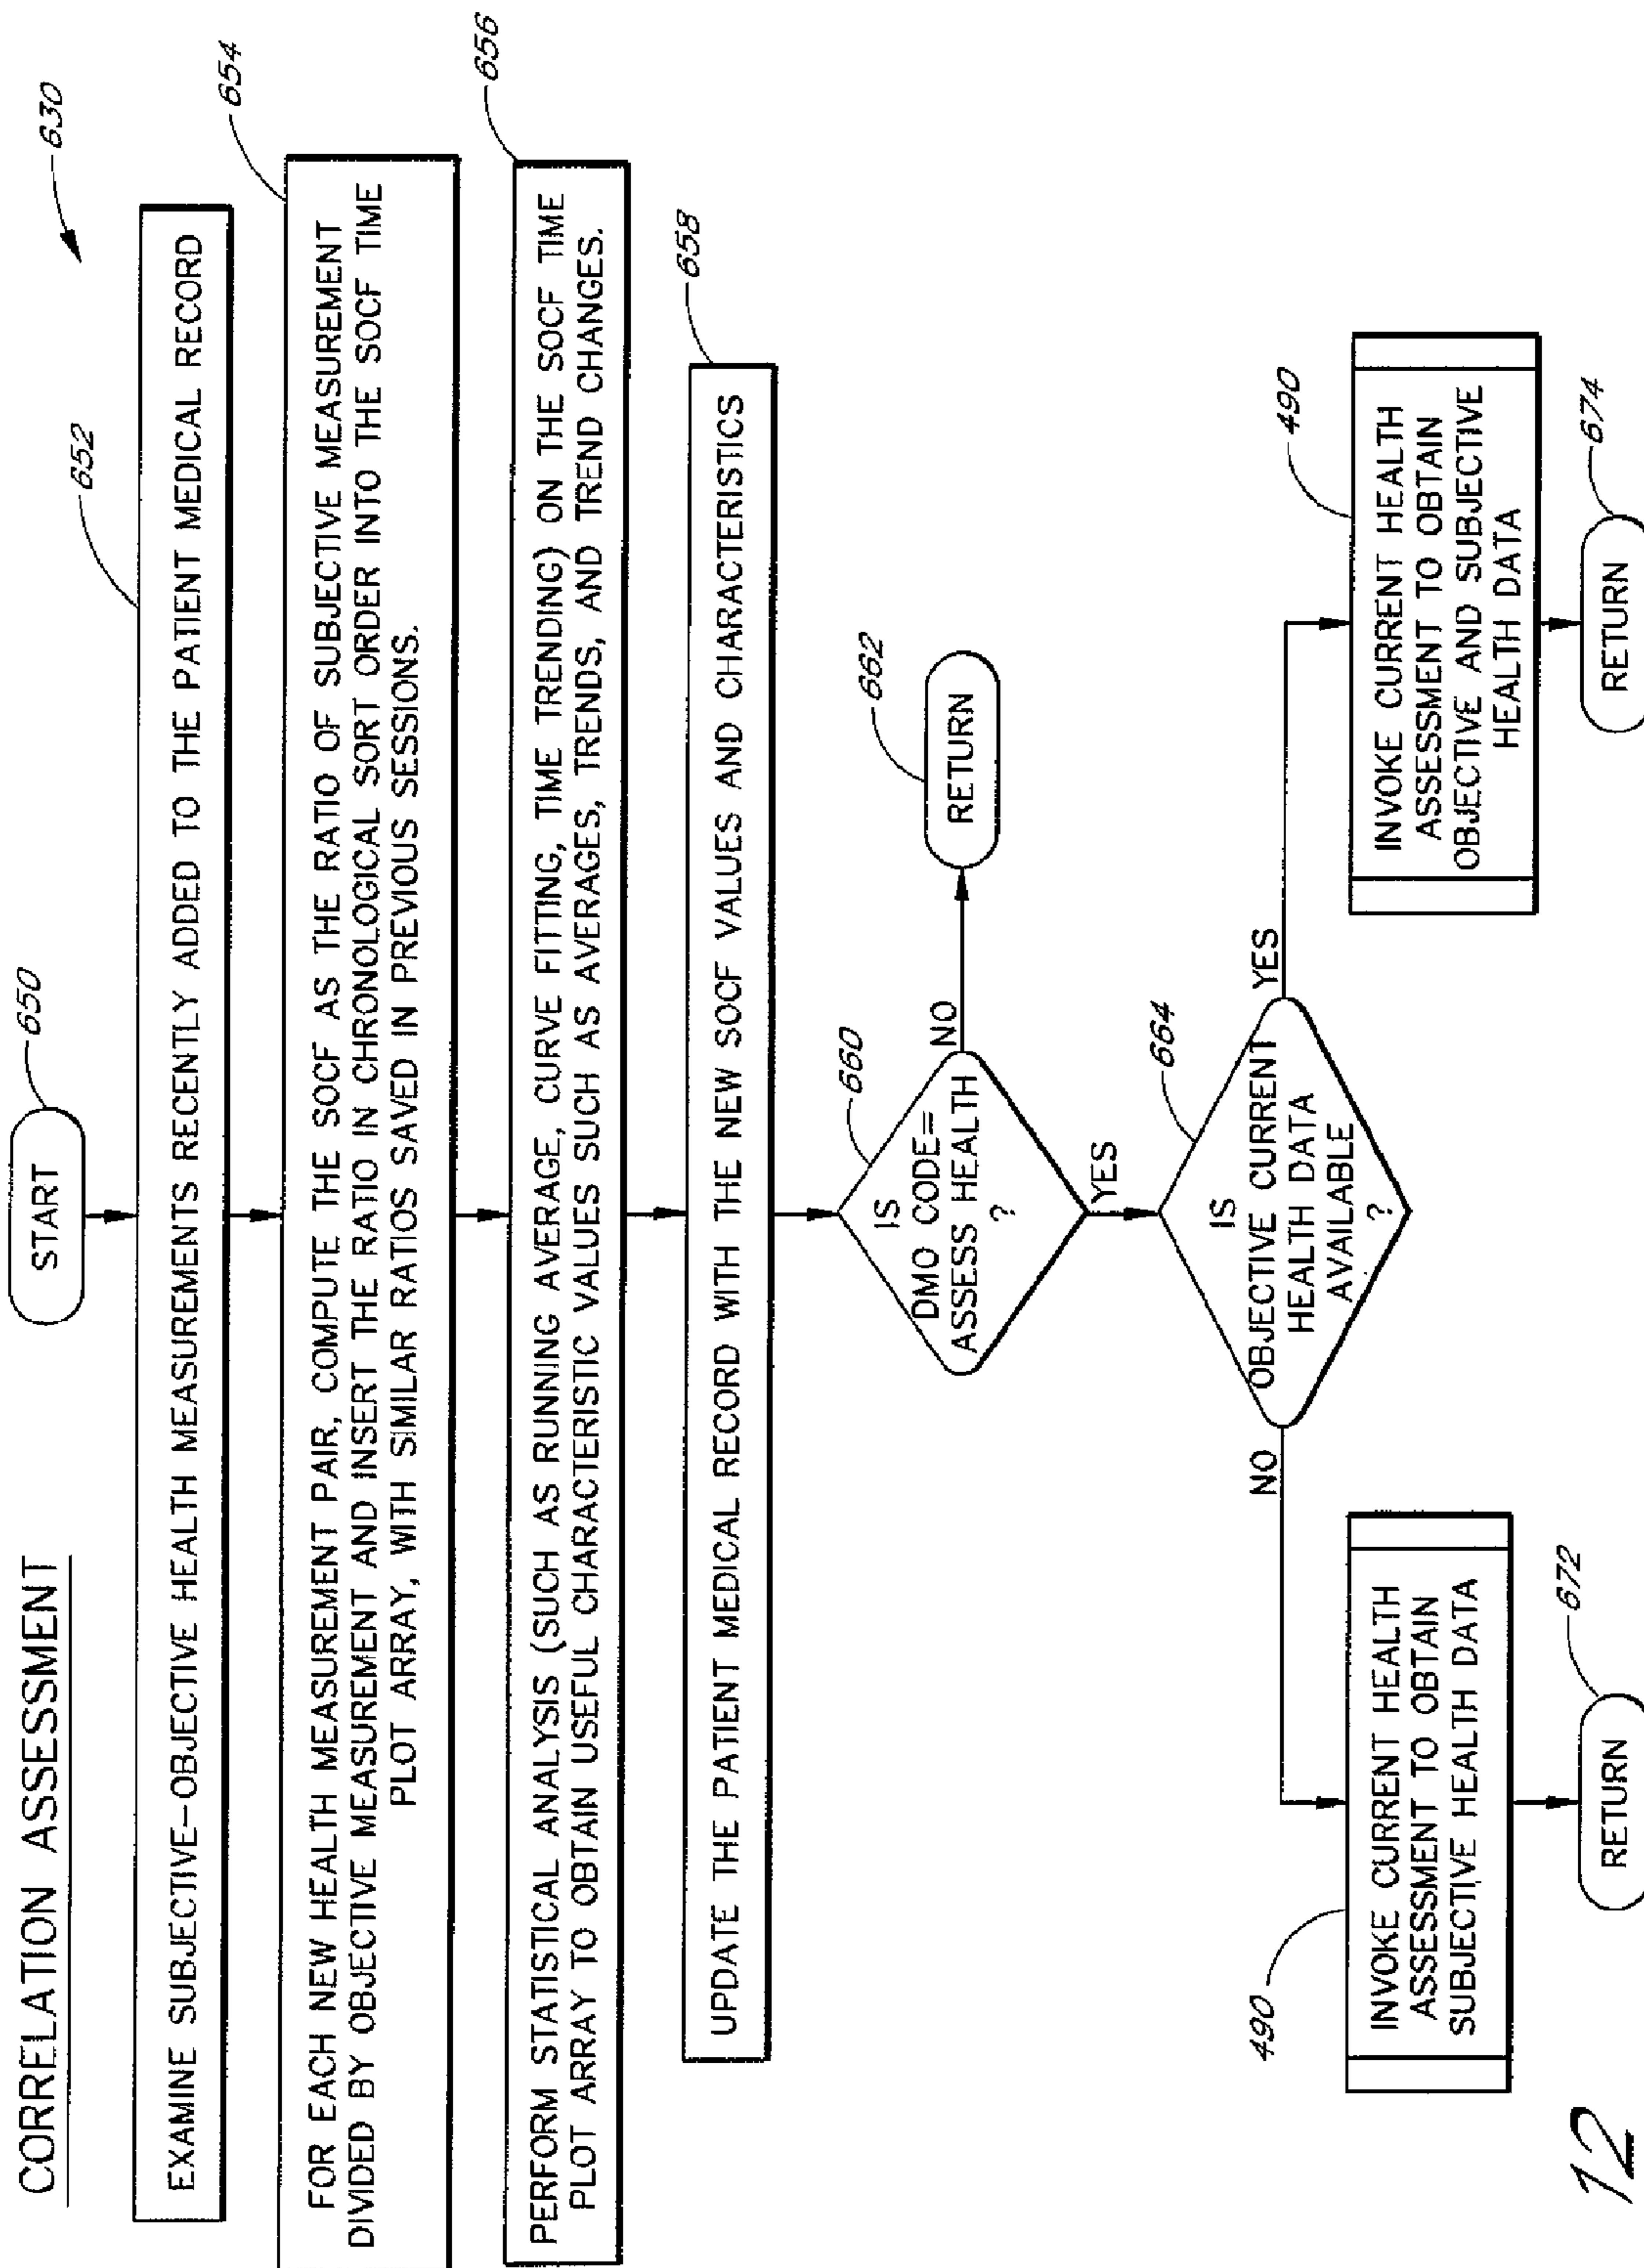 CORRELATION ASSESSMENT
630
START
650
EXAMINE SUBJECTIVE-OBJECTIVE HEALTH MEASUREMENTS RECENTLY ADDED TO THE PATIENT MEDICAL RECORD
652
FOR EACH NEW HEALTH MEASUREMENT PAIR, COMPUTE THE SOCF AS THE RATIO OF SUBJECTIVE MEASUREMENT
DIVIDED BY OBJECTIVE MEASUREMENT AND INSERT THE RATIO IN CHRONOLOGICAL SORT ORDER INTO THE SOCF TIME
PLOT ARRAY, WITH SIMILAR RATIOS SAVED IN PREVIOUS SESSIONS.
654
PERFORM STATISTICAL ANALYSIS (SUCH AS RUNNING AVERAGE, CURVE FITTING, TIME TRENDING) ON THE SOCF TIME
PLOT ARRAY TO OBTAIN USEFUL CHARACTERISTIC VALUES SUCH AS AVERAGES, TRENDS, AND TREND CHANGES.
656
UPDATE THE PATIENT MEDICAL RECORD WITH THE NEW SOCF VALUES AND CHARACTERISTICS
658
IS
DMO CODE=
ASSESS HEALTH
?
660
NO
RETURN
662
YES
IS
OBJECTIVE CURRENT
HEALTH DATA
AVAILABLE
?
664
NO
YES
INVOKE CURRENT HEALTH
ASSESSMENT TO OBTAIN
SUBJECTIVE HEALTH DATA
490
RETURN
672
INVOKE CURRENT HEALTH
ASSESSMENT TO OBTAIN
OBJECTIVE AND SUBJECTIVE
HEALTH DATA
490
RETURN
674
12